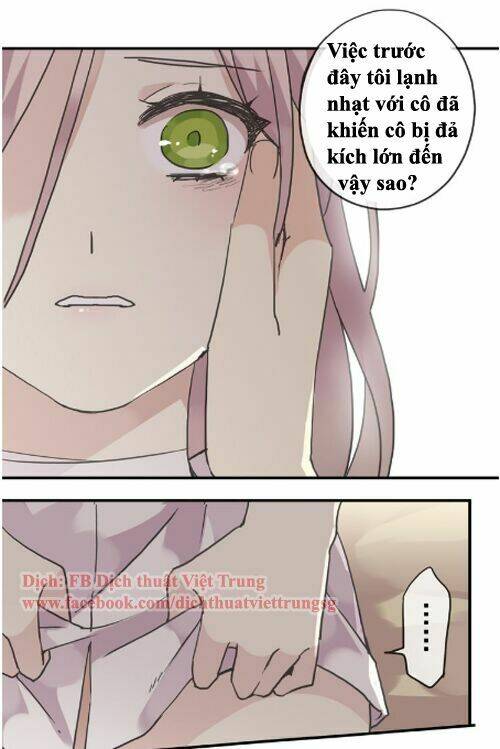 Việc trước
đây tôi lạnh
nhạt với cô đã
khiến cô bị đả
kích lớn đến
vậy sao?
Dịch: FB Dịch thuật Việt Trung
www.facebook.com/dichthuatviettrungsg
......